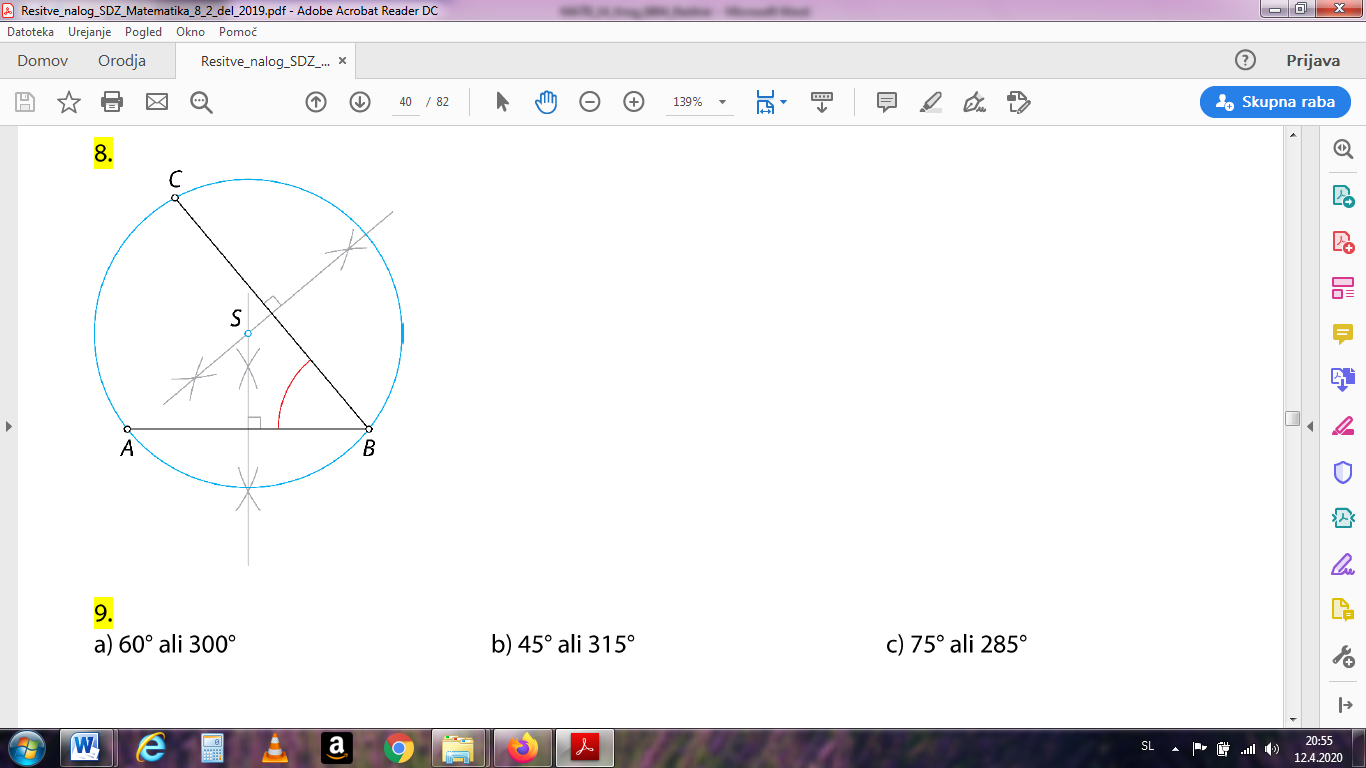 Resitve_nalog_SDZ_Matematika_8_2_del_2019.pdf - Adobe Acrobat Reader DC
Datoteka Urejanje Pogled Okno Pomoč
Domov Orodja Resitve_nalog_SDZ_... × ? Prijava
40 / 82 139% Skupna raba
8.
C
S
A B
9.
a) 60° ali 300° b) 45° ali 315° c) 75° ali 285°
SL 20:55
12.4.2020